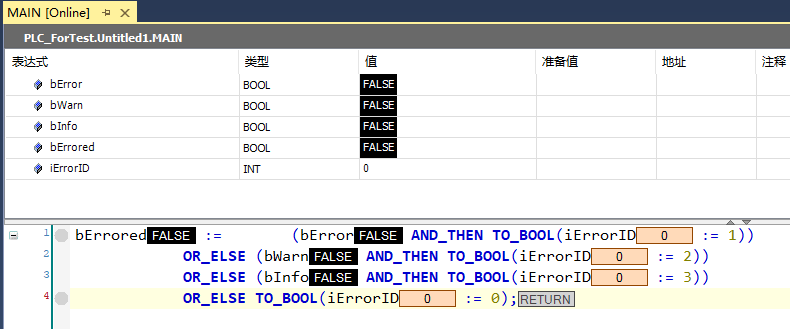 MAIN [Online]
PLC_ForTest.Untitled1.MAIN
表达式 类型 值 准备值 地址 注释
bError BOOL FALSE
bWarn BOOL FALSE
bInfo BOOL FALSE
bErrored BOOL FALSE
iErrorID INT 0
1 bErrored FALSE := (bError FALSE AND_THEN TO_BOOL(iErrorID 0 := 1))
2 OR_ELSE (bWarn FALSE AND_THEN TO_BOOL(iErrorID 0 := 2))
3 OR_ELSE (bInfo FALSE AND_THEN TO_BOOL(iErrorID 0 := 3))
4 OR_ELSE TO_BOOL(iErrorID 0 := 0); RETURN